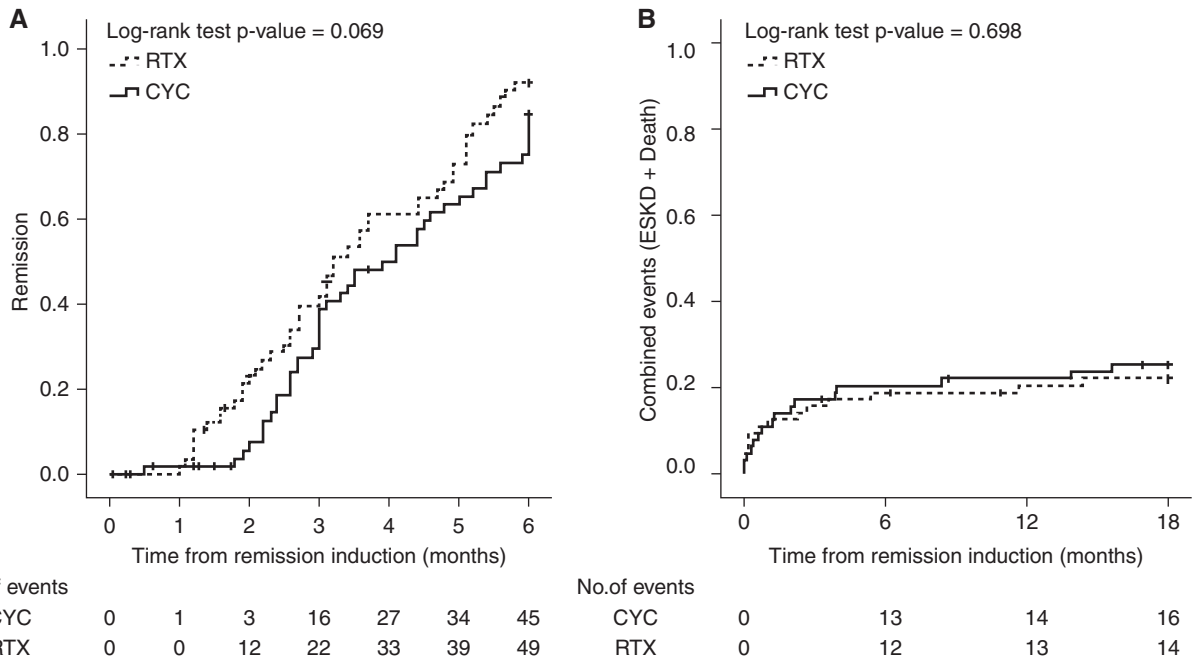 A
Log-rank test p-value = 0.069
RTX
CYC
Remission
1.0
0.8
0.6
0.4
0.2
0.0
0 1 2 3 4 5 6
Time from remission induction (months)
f events
CYC 0 1 3 16 27 34 45
RTX 0 0 12 22 33 39 49
B
Log-rank test p-value = 0.698
RTX
CYC
Combined events (ESKD + Death)
1.0
0.8
0.6
0.4
0.2
0.0
0 6 12 18
Time from remission induction (months)
No.of events
CYC 0 13 14 16
RTX 0 12 13 14